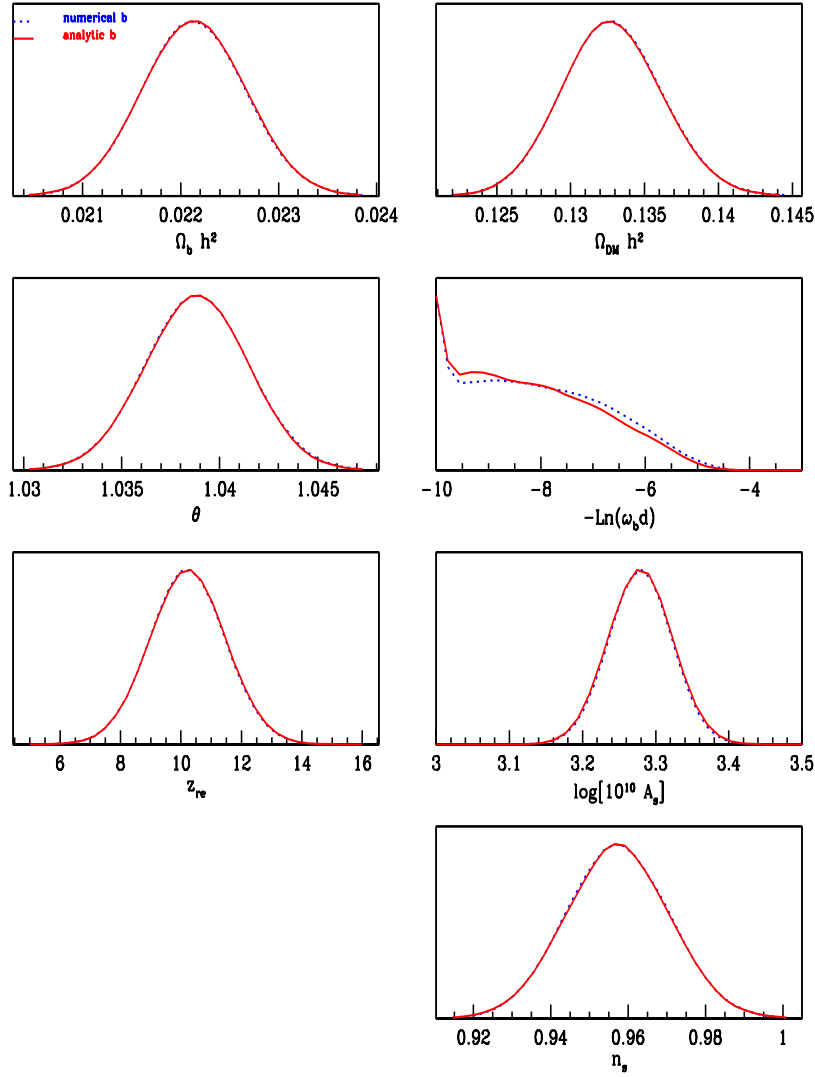 numerical b
analytic b
0.021 0.022 0.023 0.024
Ω_b h²
0.125 0.13 0.135 0.14 0.145
Ω_DM h²
1.03 1.035 1.04 1.045
θ
-10 -8 -6 -4
-Ln(ω_b d)
6 8 10 12 14 16
z_re
3 3.1 3.2 3.3 3.4 3.5
log[10¹⁰ A_s]
0.92 0.94 0.96 0.98 1
n_s